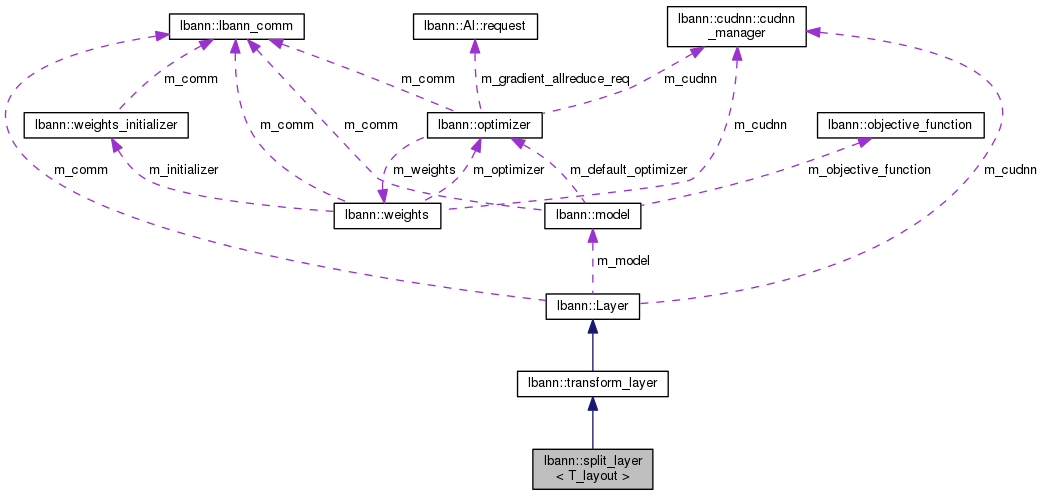 lbann::lbann_comm
lbann::Al::request
lbann::cudnn::cudnn
_manager
m_comm
m_comm
m_gradient_allreduce_req
m_cudnn
lbann::weights_initializer
m_comm
m_comm
lbann::optimizer
m_cudnn
lbann::objective_function
m_comm
m_initializer
m_weights
m_optimizer
m_default_optimizer
m_objective_function
m_cudnn
lbann::weights
lbann::model
m_model
lbann::Layer
lbann::transform_layer
lbann::split_layer
< T_layout >